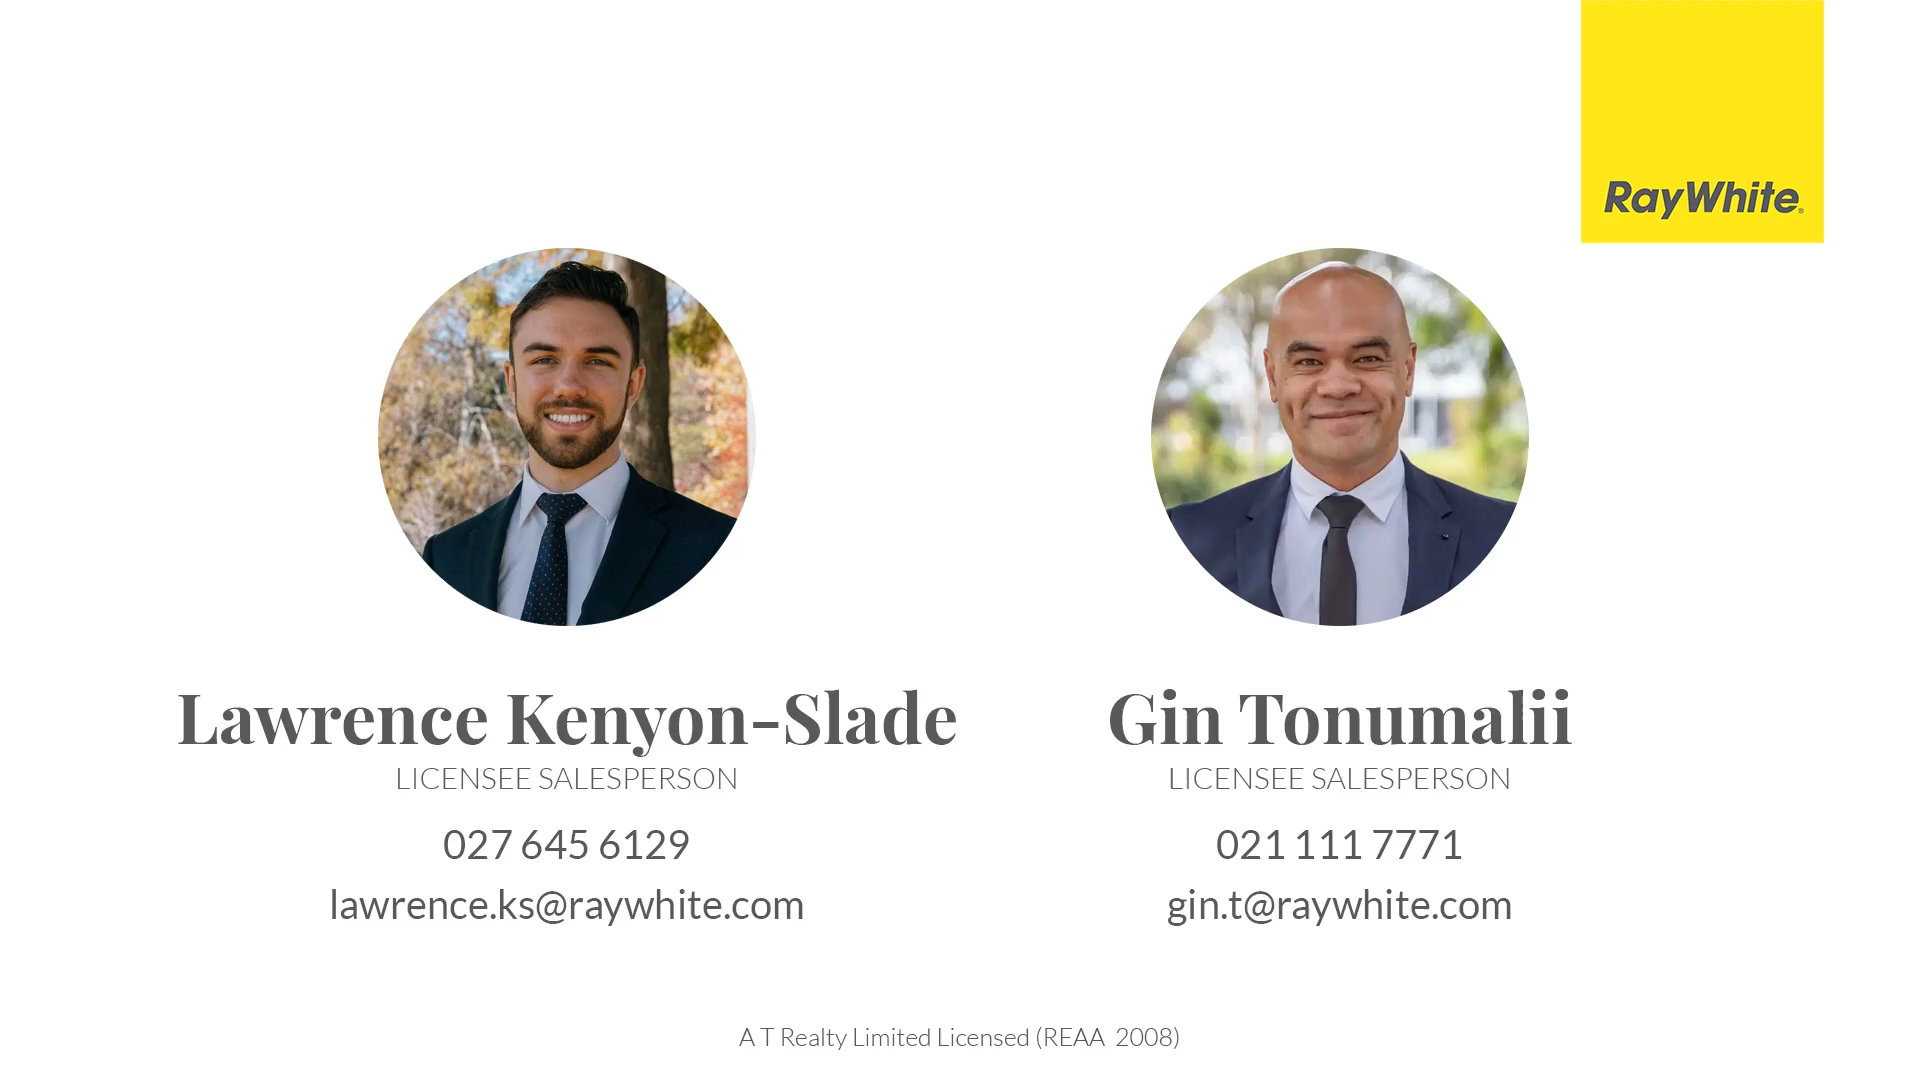 RayWhite®
Lawrence Kenyon-Slade
LICENSEE SALESPERSON
027 645 6129
lawrence.ks@raywhite.com
Gin Tonumalii
LICENSEE SALESPERSON
021 111 7771
gin.t@raywhite.com
A T Realty Limited Licensed (REAA 2008)